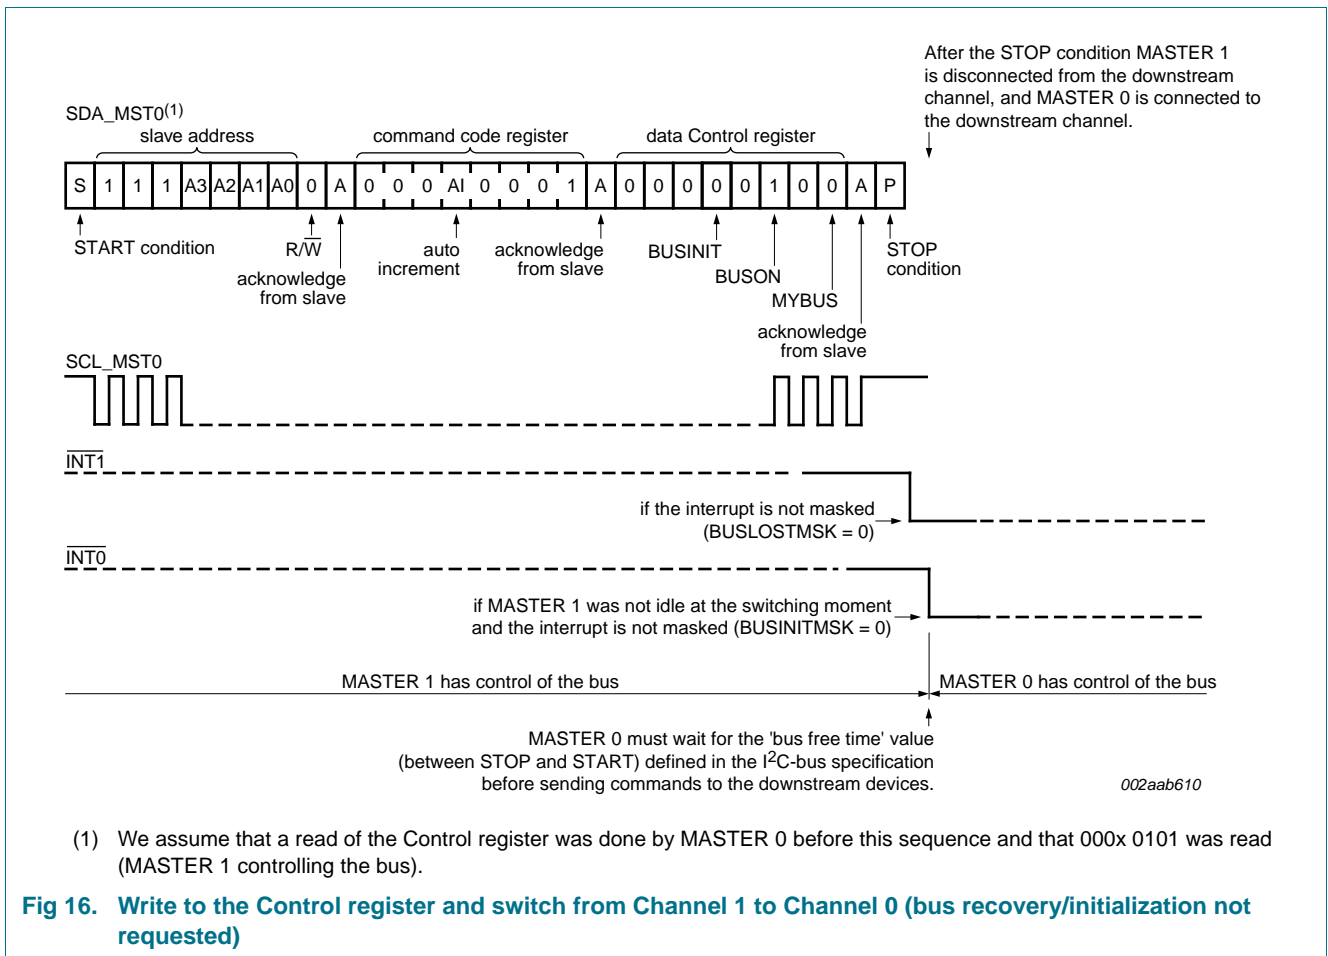 After the STOP condition MASTER 1
is disconnected from the downstream
channel, and MASTER 0 is connected to
the downstream channel.
SDA_MST0(1)
slave address command code register data Control register
S 1 1 1 A3 A2 A1 A0 0 A 0 0 0 AI 0 0 0 1 A 0 0 0 0 0 1 0 0 A P
START condition
R/W
acknowledge
from slave
auto
increment
acknowledge
from slave
BUSINIT
BUSON
MYBUS
acknowledge
from slave
STOP
condition
SCL_MST0
INT1
if the interrupt is not masked
(BUSLOSTMSK = 0)
INT0
if MASTER 1 was not idle at the switching moment
and the interrupt is not masked (BUSINITMSK = 0)
MASTER 1 has control of the bus MASTER 0 has control of the bus
MASTER 0 must wait for the 'bus free time' value
(between STOP and START) defined in the I2C-bus specification
before sending commands to the downstream devices.
002aab610
(1) We assume that a read of the Control register was done by MASTER 0 before this sequence and that 000x 0101 was read
(MASTER 1 controlling the bus).
Fig 16. Write to the Control register and switch from Channel 1 to Channel 0 (bus recovery/initialization not
requested)